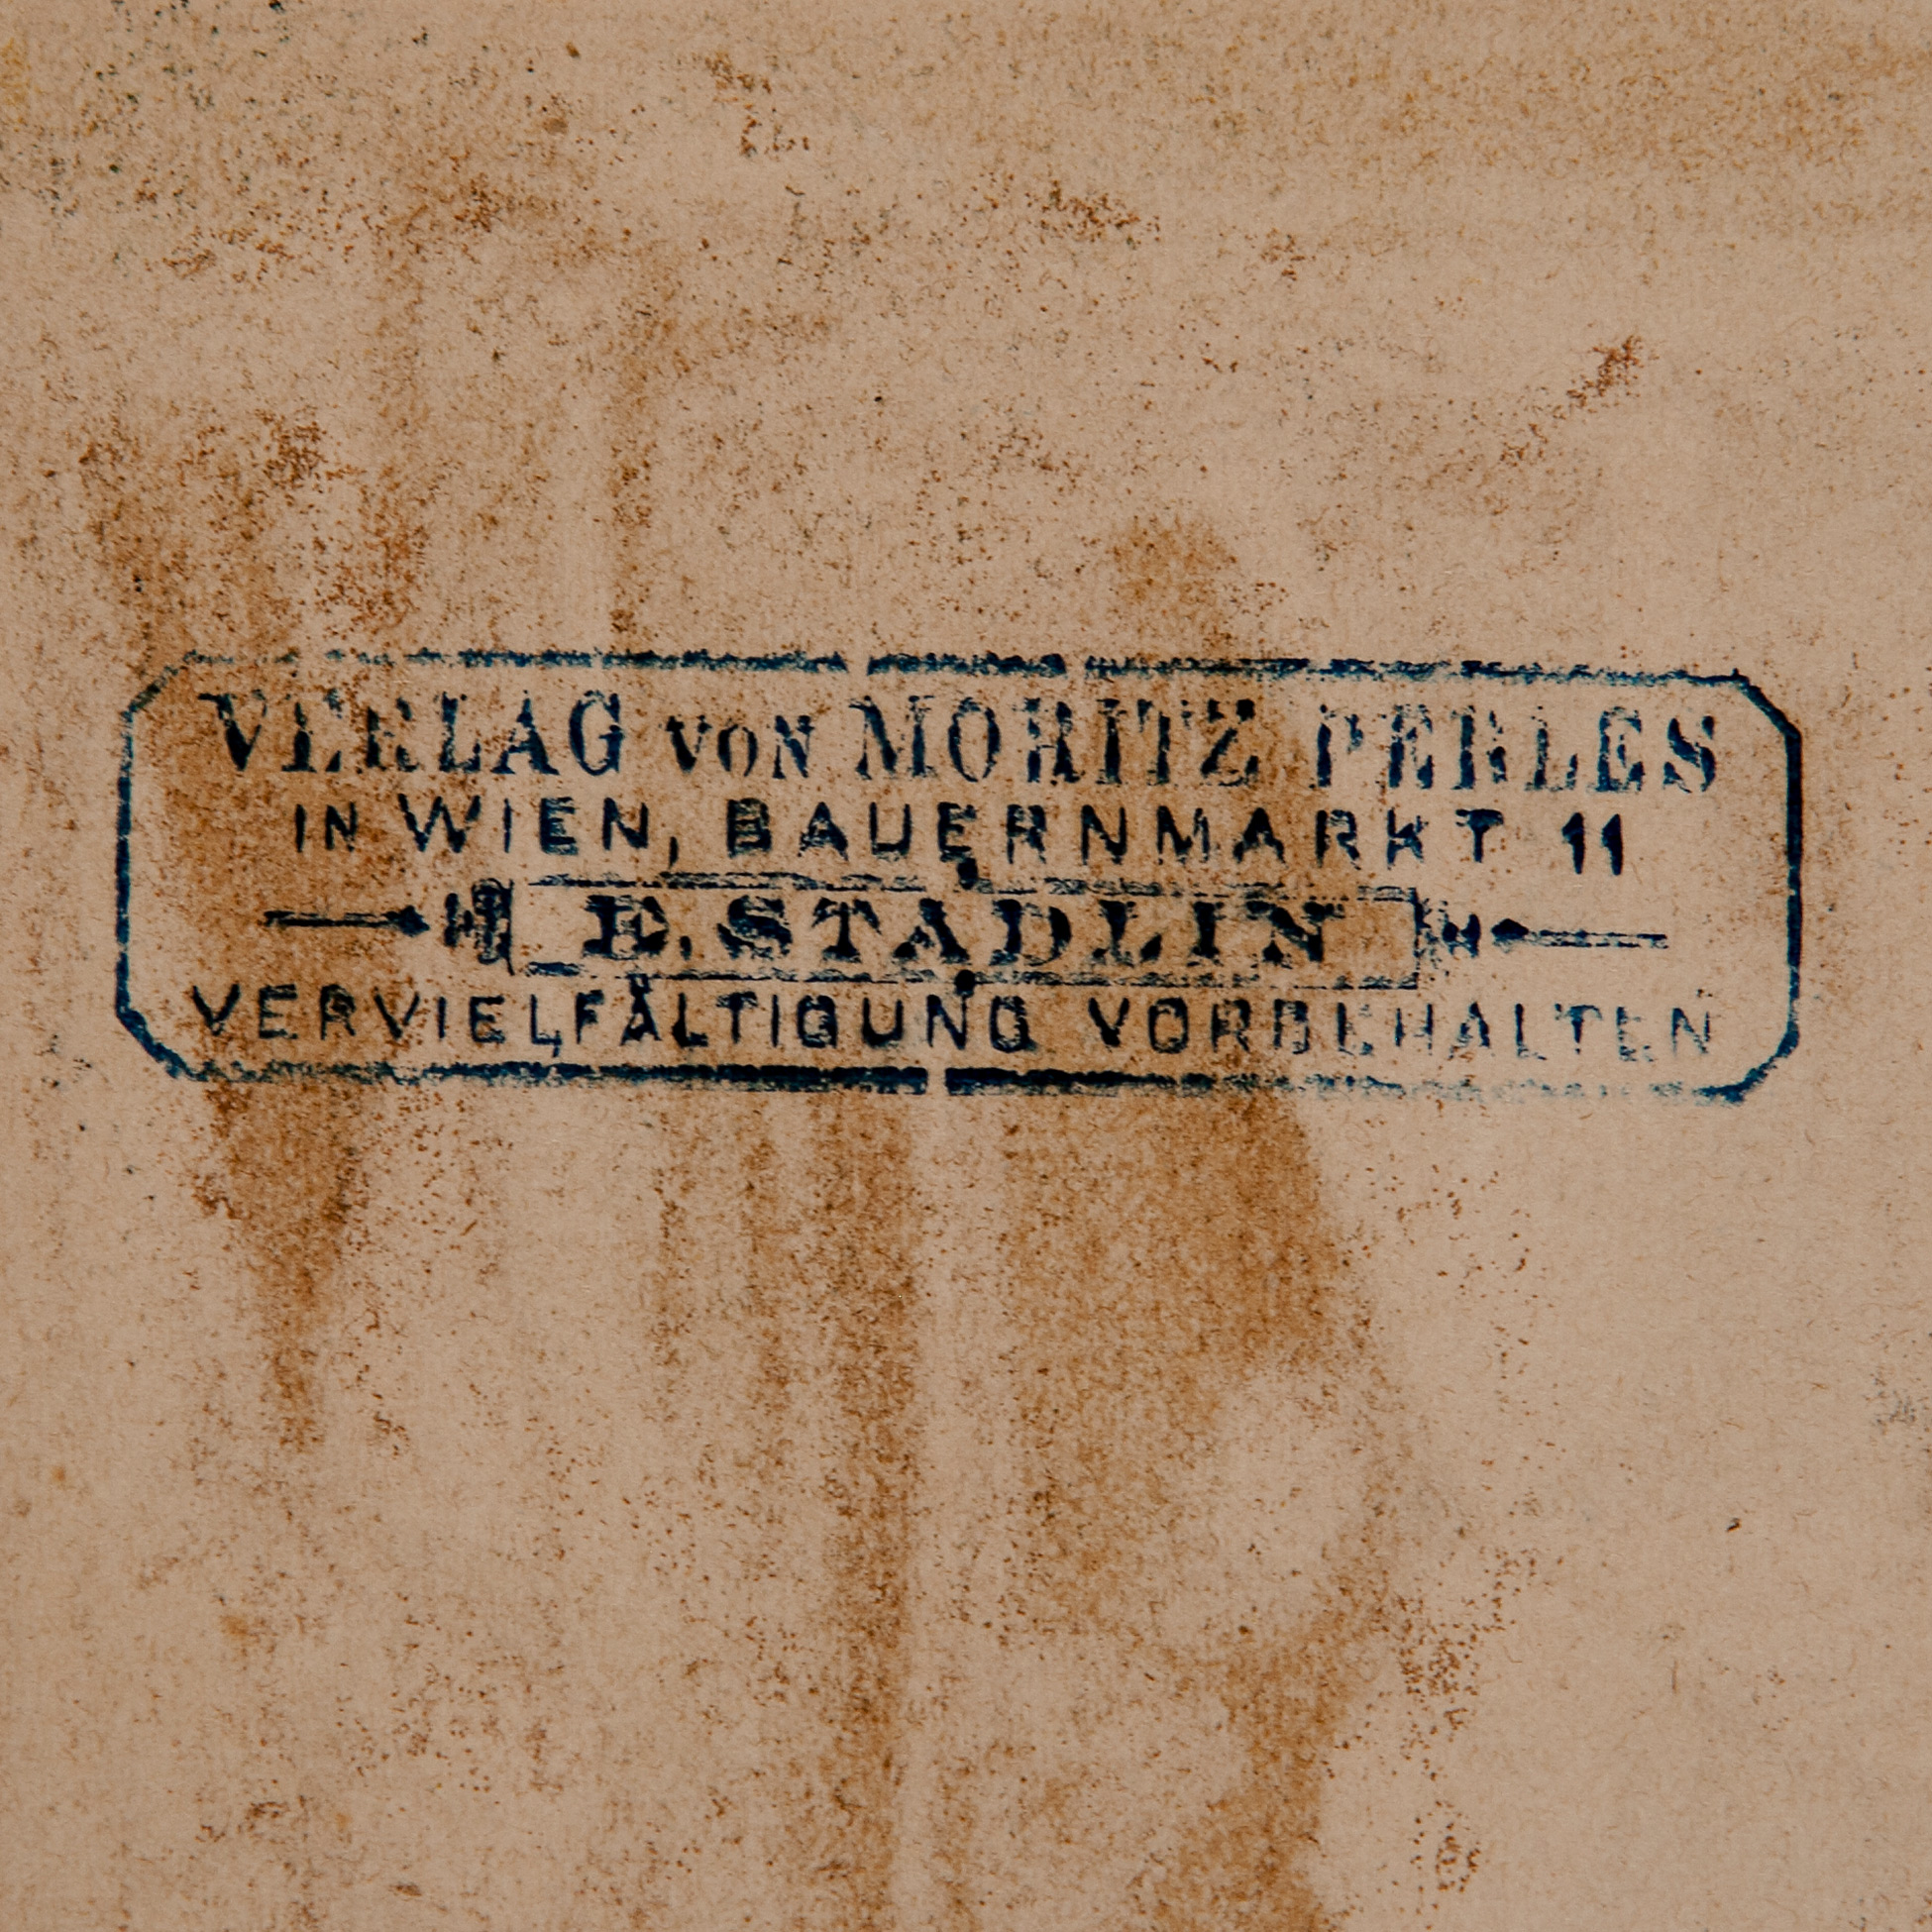 VERLAG VON MORITZ PERLES
IN WIEN, BAUERNMARKT 11
E. STADLIN
VERVIELFÄLTIGUNG VORBEHALTEN